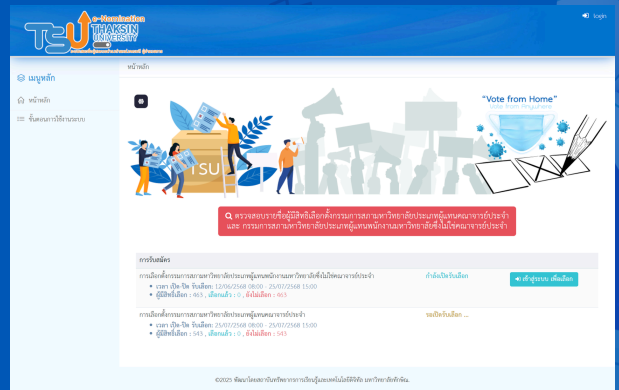 e-Nomination
TSU THAKSIN
UNIVERSITY
login
หน้าหลัก
เมนูหลัก
หน้าหลัก
ขั้นตอนการใช้งานระบบ
"Vote from Home"
Vote from Anywhere
TSU
ตรวจสอบรายชื่อผู้มีสิทธิเลือกตั้งกรรมการสภามหาวิทยาลัยประเภทผู้แทนคณาจารย์ประจำ
และ กรรมการสภามหาวิทยาลัยประเภทผู้แทนพนักงานมหาวิทยาลัยซึ่งไม่ใช่คณาจารย์ประจำ
การรับสมัคร
การเลือกตั้งกรรมการสภามหาวิทยาลัยประเภทผู้แทนพนักงานมหาวิทยาลัยซึ่งไม่ใช่คณาจารย์ประจำ
กำลังเปิดรับเลือก
เข้าสู่ระบบ เพื่อเลือก
เวลา เปิด-ปิด รับเลือก: 12/06/2568 08:00 - 25/07/2568 15:00
ผู้มีสิทธิ์เลือก : 463 , เลือกแล้ว : 0 , ยังไม่เลือก : 463
การเลือกตั้งกรรมการสภามหาวิทยาลัยประเภทผู้แทนคณาจารย์ประจำ
รอเปิดรับเลือก ...
เวลา เปิด-ปิด รับเลือก: 25/07/2568 08:00 - 25/07/2568 15:00
ผู้มีสิทธิ์เลือก : 543 , เลือกแล้ว : 0 , ยังไม่เลือก : 543
©2025 พัฒนาโดยสถาบันทรัพยากรการเรียนรู้และเทคโนโลยีดิจิทัล มหาวิทยาลัยทักษิณ.